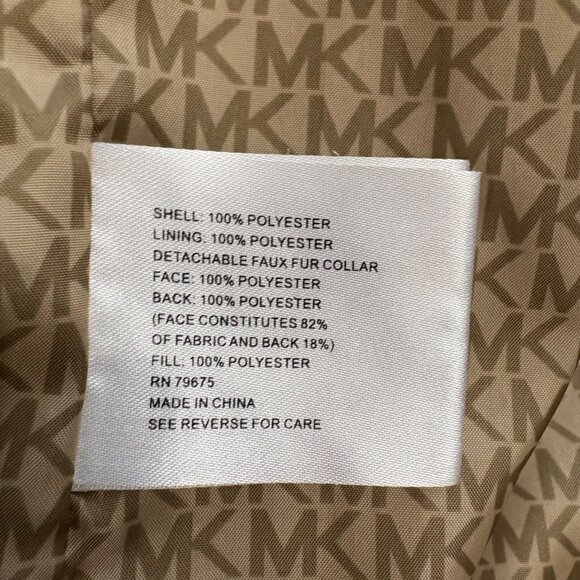 SHELL: 100% POLYESTER
LINING: 100% POLYESTER
DETACHABLE FAUX FUR COLLAR
FACE: 100% POLYESTER
BACK: 100% POLYESTER
(FACE CONSTITUTES 82%
OF FABRIC AND BACK 18%)
FILL: 100% POLYESTER
RN 79675
MADE IN CHINA
SEE REVERSE FOR CARE